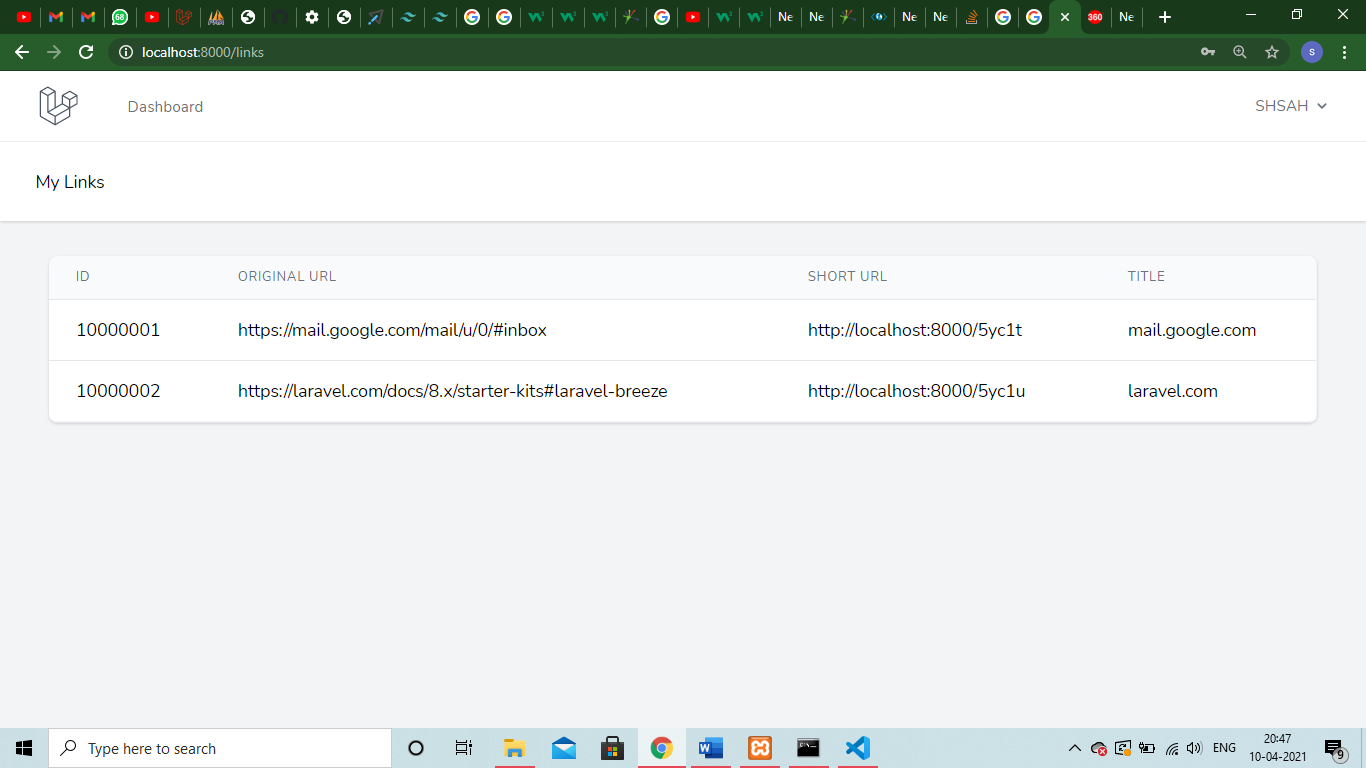 68
Ne
Ne
Ne
Ne
360
Ne
localhost:8000/links
s
Dashboard
SHSAH
My Links
ID ORIGINAL URL SHORT URL TITLE
10000001 https://mail.google.com/mail/u/0/#inbox http://localhost:8000/5yc1t mail.google.com
10000002 https://laravel.com/docs/8.x/starter-kits#laravel-breeze http://localhost:8000/5yc1u laravel.com
Type here to search
ENG
20:47
10-04-2021
9